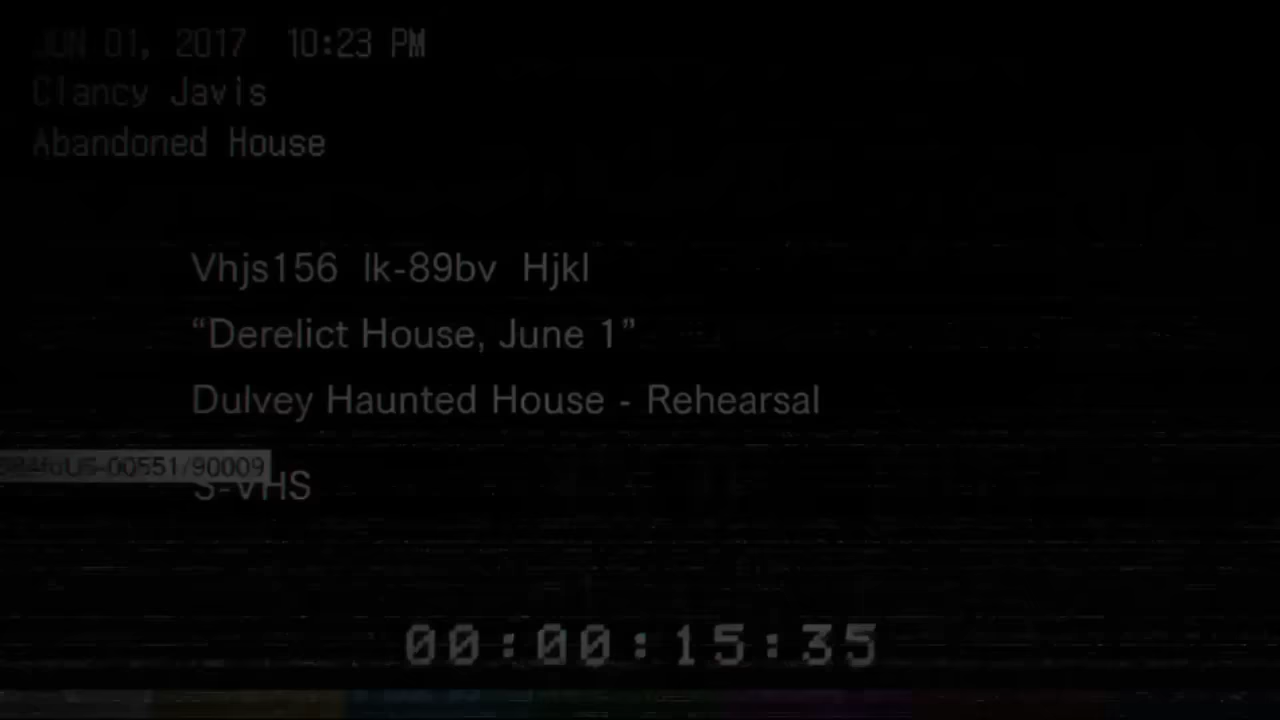 JUN 01, 2017 10:23 PM
Clancy Javis
Abandoned House
Vhjs156 lk-89bv Hjkl
“Derelict House, June 1”
Dulvey Haunted House - Rehearsal
S-VHS
00:00:15:35